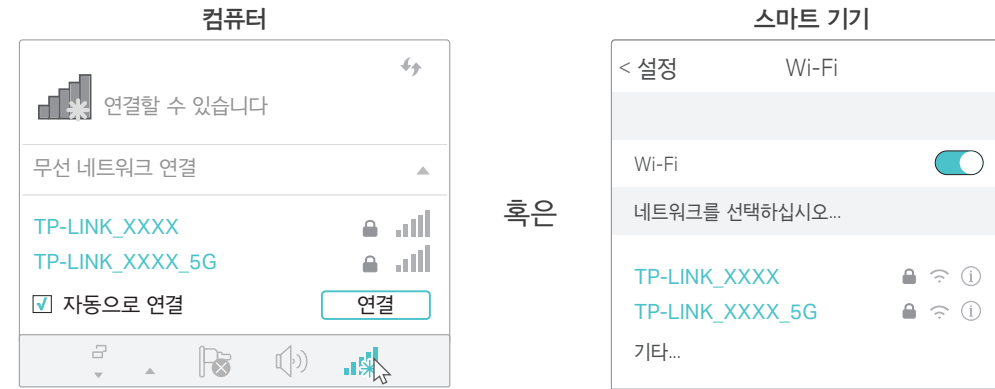 컴퓨터
연결할 수 있습니다
무선 네트워크 연결
TP-LINK_XXXX
TP-LINK_XXXX_5G
자동으로 연결
연결
혹은
스마트 기기
< 설정 Wi-Fi
Wi-Fi
네트워크를 선택하십시오...
TP-LINK_XXXX
TP-LINK_XXXX_5G
기타...